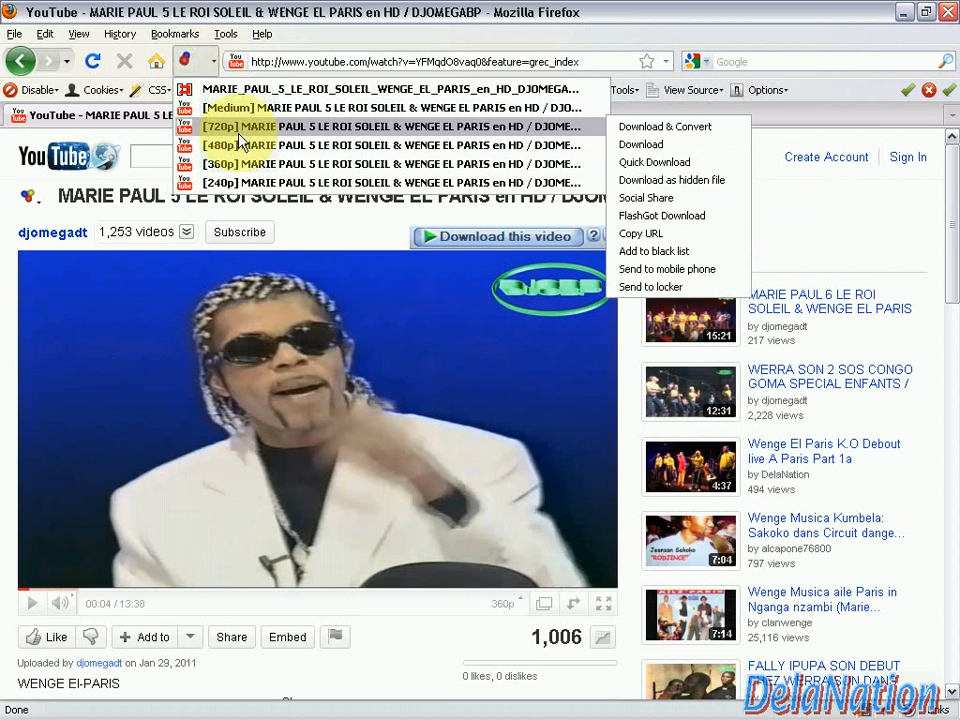 YouTube - MARIE PAUL 5 LE ROI SOLEIL & WENGE EL PARIS en HD / DJOMEGABP - Mozilla Firefox
File Edit View History Bookmarks Tools Help
http://www.youtube.com/watch?v=YFMqdO8vaq0&feature=grec_index
Google
Disable Cookies CSS Tools View Source Options
YouTube - MARIE PAUL 5 L
MARIE_PAUL_5_LE_ROI_SOLEIL_WENGE_EL_PARIS_en_HD_DJOMEGA...
[Medium] MARIE PAUL 5 LE ROI SOLEIL & WENGE EL PARIS en HD / DJO...
[720p] MARIE PAUL 5 LE ROI SOLEIL & WENGE EL PARIS en HD / DJOME...
[480p] MARIE PAUL 5 LE ROI SOLEIL & WENGE EL PARIS en HD / DJOME...
[360p] MARIE PAUL 5 LE ROI SOLEIL & WENGE EL PARIS en HD / DJOME...
[240p] MARIE PAUL 5 LE ROI SOLEIL & WENGE EL PARIS en HD / DJOME...
Download & Convert
Download
Quick Download
Download as hidden file
Social Share
FlashGot Download
Copy URL
Add to black list
Send to mobile phone
Send to locker
YouTube
Create Account Sign In
MARIE PAUL 5 LE ROI SOLEIL & WENGE EL PARIS en HD / DJOM
djomegadt 1,253 videos Subscribe
Download this video ?
DJGBP
00:04 / 13:38 360p
Like Add to Share Embed 1,006
Uploaded by djomegadt on Jan 29, 2011
WENGE El-PARIS
0 likes, 0 dislikes
15:21
MARIE PAUL 6 LE ROI
SOLEIL & WENGE EL PARIS
by djomegadt
217 views
12:31
WERRA SON 2 SOS CONGO
GOMA SPECIAL ENFANTS /
by djomegadt
2,228 views
4:37
Wenge El Paris K.O Debout
live A Paris Part 1a
by DelaNation
494 views
Jeansan Sakoko
"RODJINCE"
7:04
Wenge Musica Kumbela:
Sakoko dans Circuit dange...
by alcapone76800
797 views
7:14
Wenge Musica aile Paris in
Nganga nzambi (Marie...
by clanwenge
25,116 views
FALLY IPUPA SON DEBUT
CHEZ WERRA SON DANS
by djomegadt
DelaNation
Done